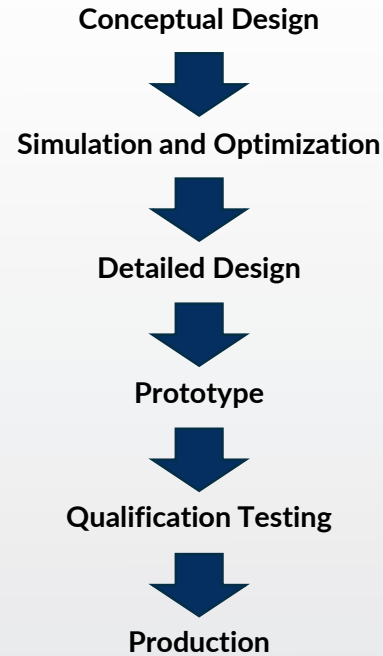 Conceptual Design
Simulation and Optimization
Detailed Design
Prototype
Qualification Testing
Production